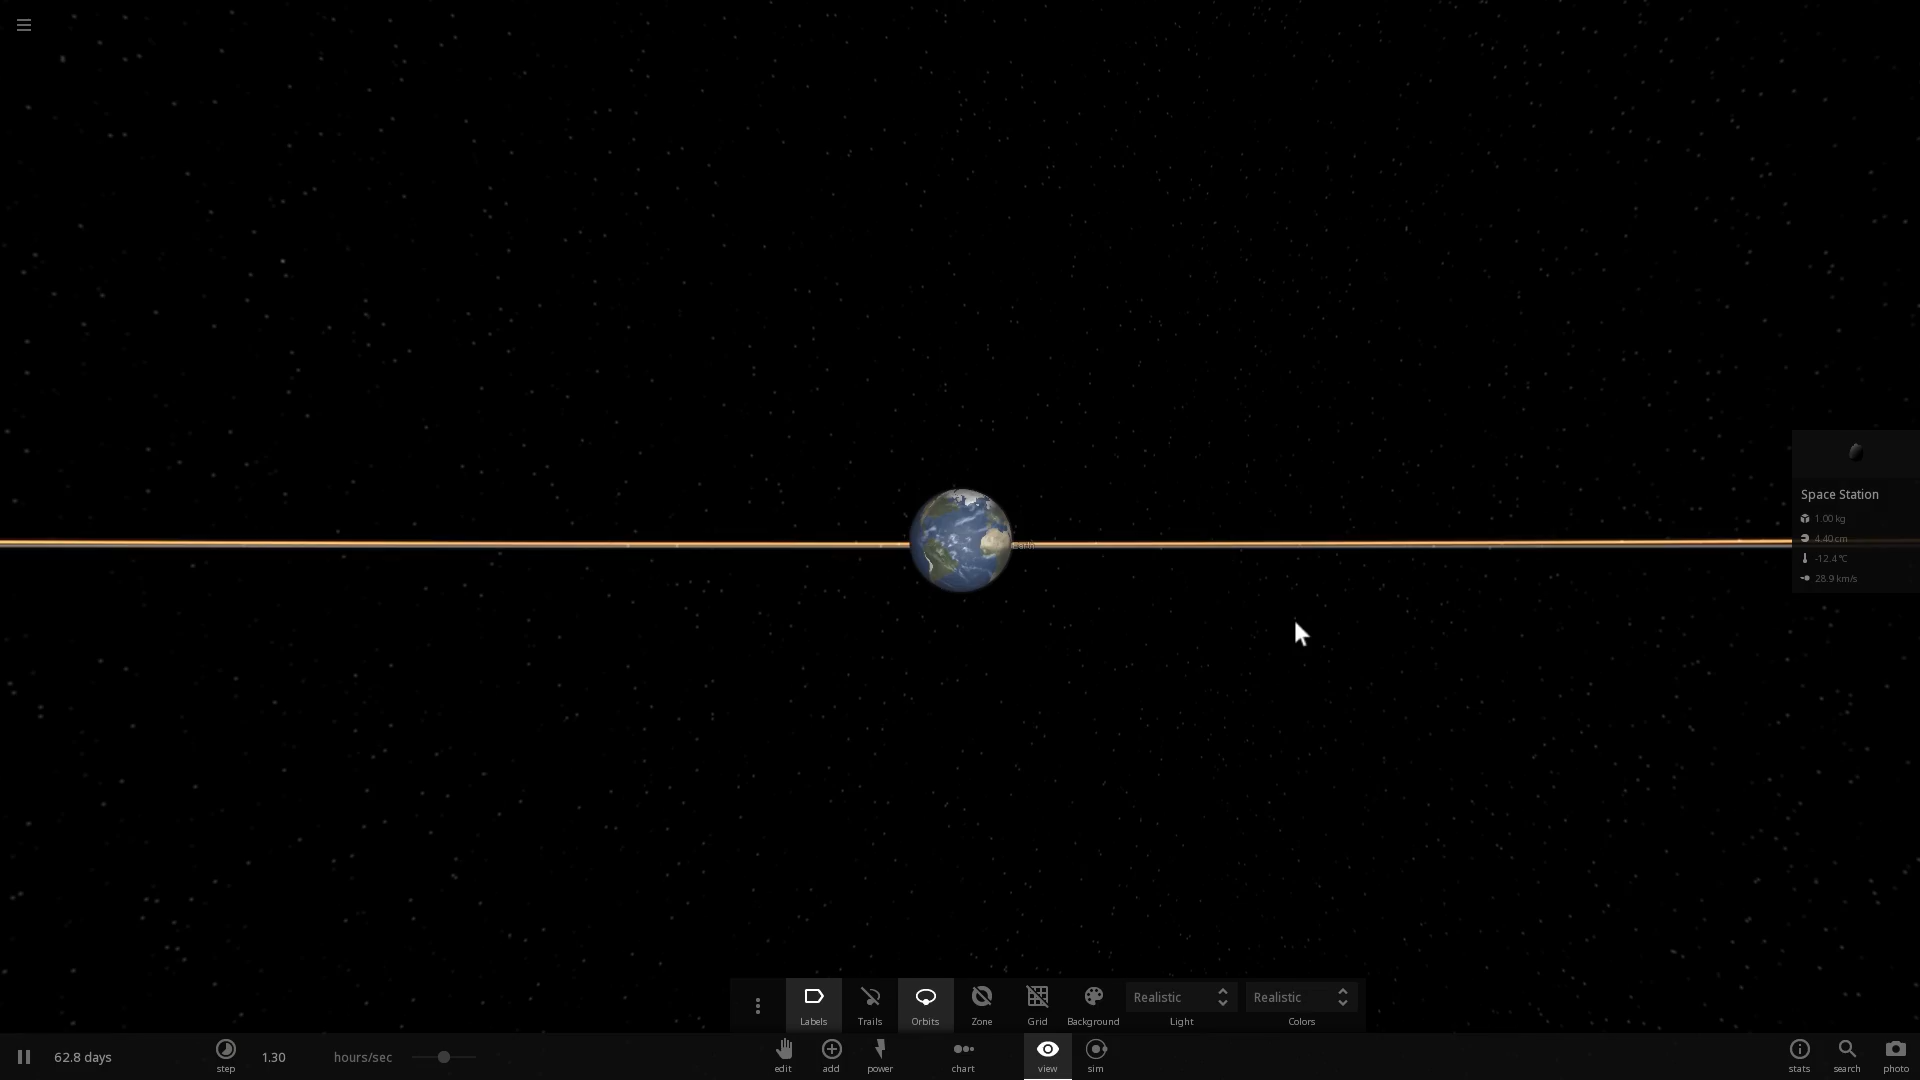 Earth
Space Station
1.00 kg
4.40 cm
-12.4 °C
28.9 km/s
Labels
Trails
Orbits
Zone
Grid
Background
Realistic
Light
Realistic
Colors
62.8 days
step
1.30
hours/sec
edit
add
power
chart
view
sim
stats
search
photo